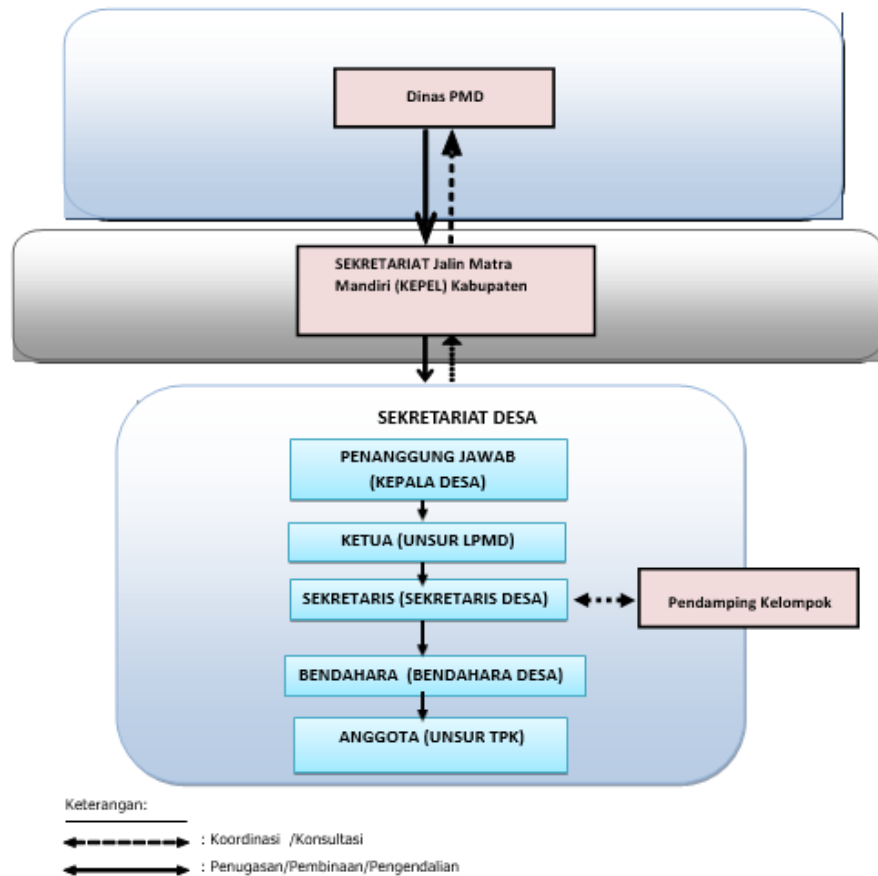 Dinas PMD
SEKRETARIAT Jalin Matra
Mandiri (KEPEL) Kabupaten
SEKRETARIAT DESA
PENANGGUNG JAWAB
(KEPALA DESA)
KETUA (UNSUR LPMD)
SEKRETARIS (SEKRETARIS DESA)
Pendamping Kelompok
BENDAHARA (BENDAHARA DESA)
ANGGOTA (UNSUR TPK)
Keterangan:
: Koordinasi /Konsultasi
: Penugasan/Pembinaan/Pengendalian